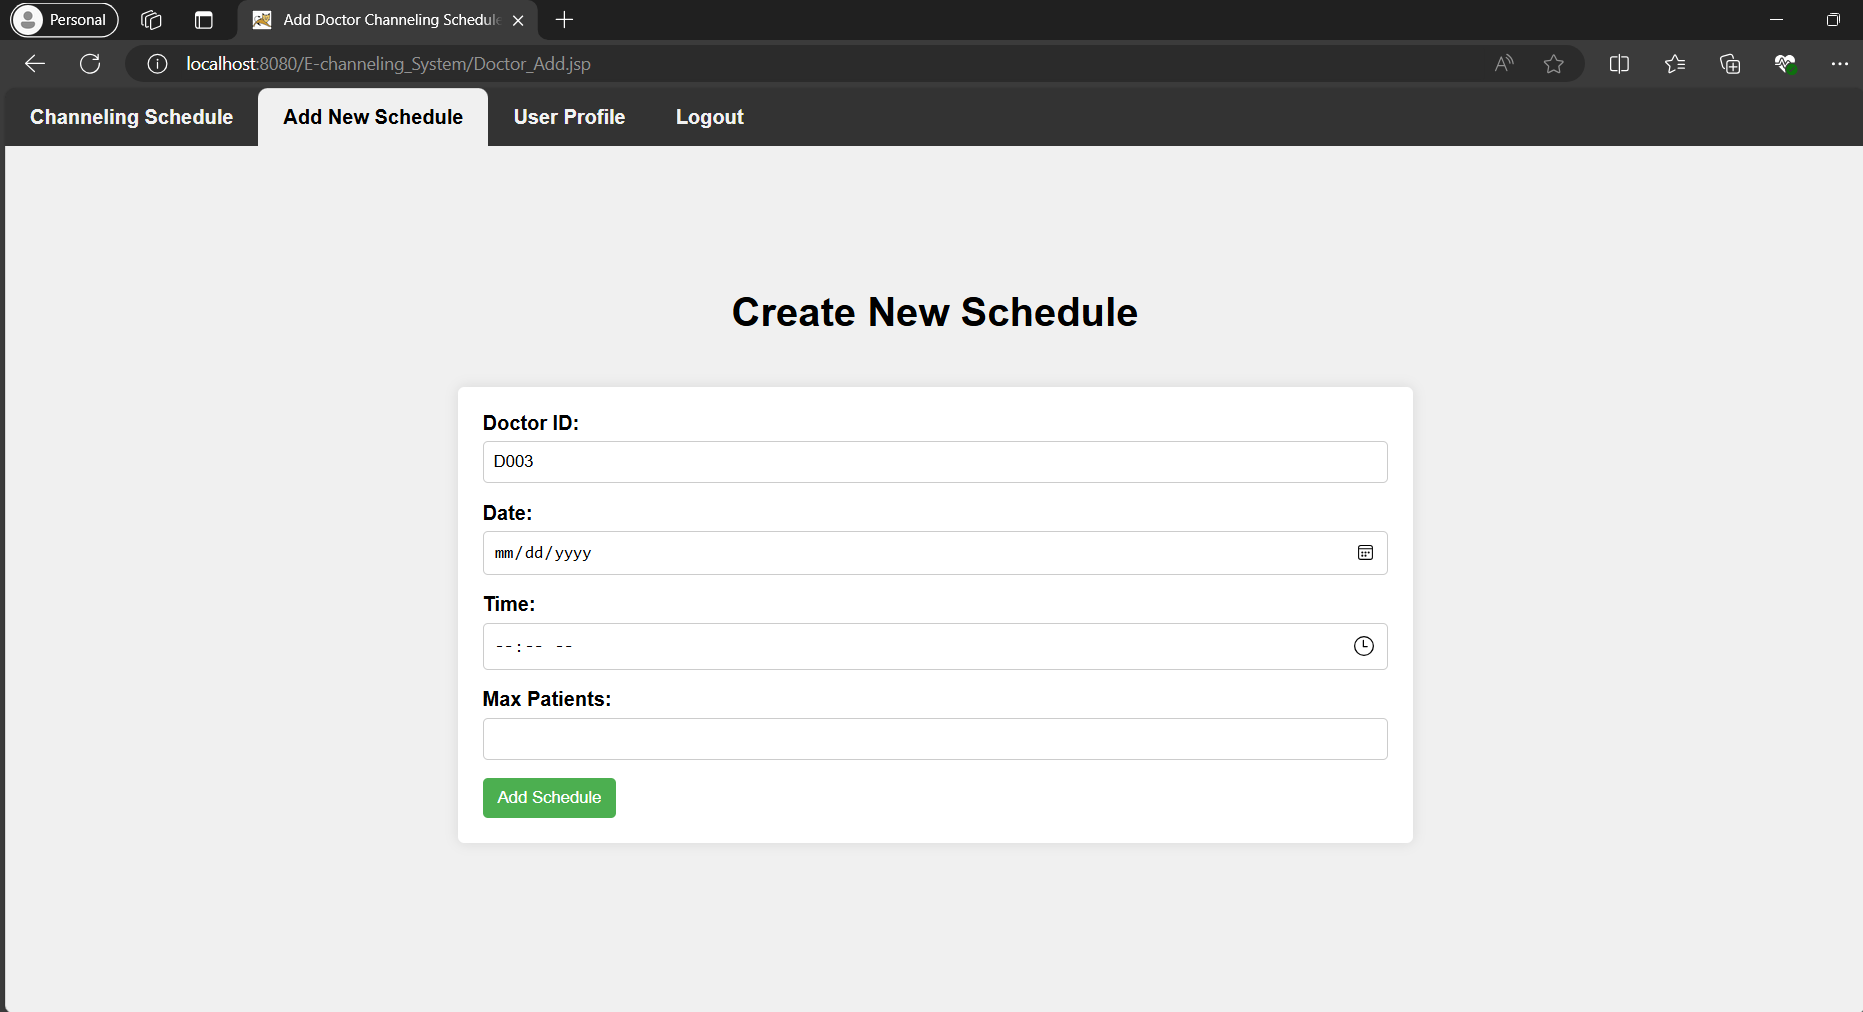 Personal
Add Doctor Channeling Schedule
localhost:8080/E-channeling_System/Doctor_Add.jsp
Channeling Schedule Add New Schedule User Profile Logout
Create New Schedule
Doctor ID:
D003
Date:
mm/dd/yyyy
Time:
--:-- --
Max Patients:
Add Schedule